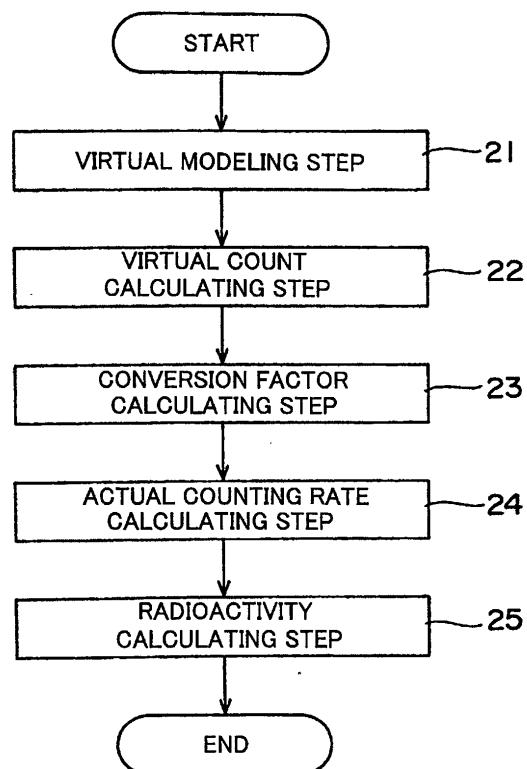 START
VIRTUAL MODELING STEP
21
VIRTUAL COUNT
CALCULATING STEP
22
CONVERSION FACTOR
CALCULATING STEP
23
ACTUAL COUNTING RATE
CALCULATING STEP
24
RADIOACTIVITY
CALCULATING STEP
25
END